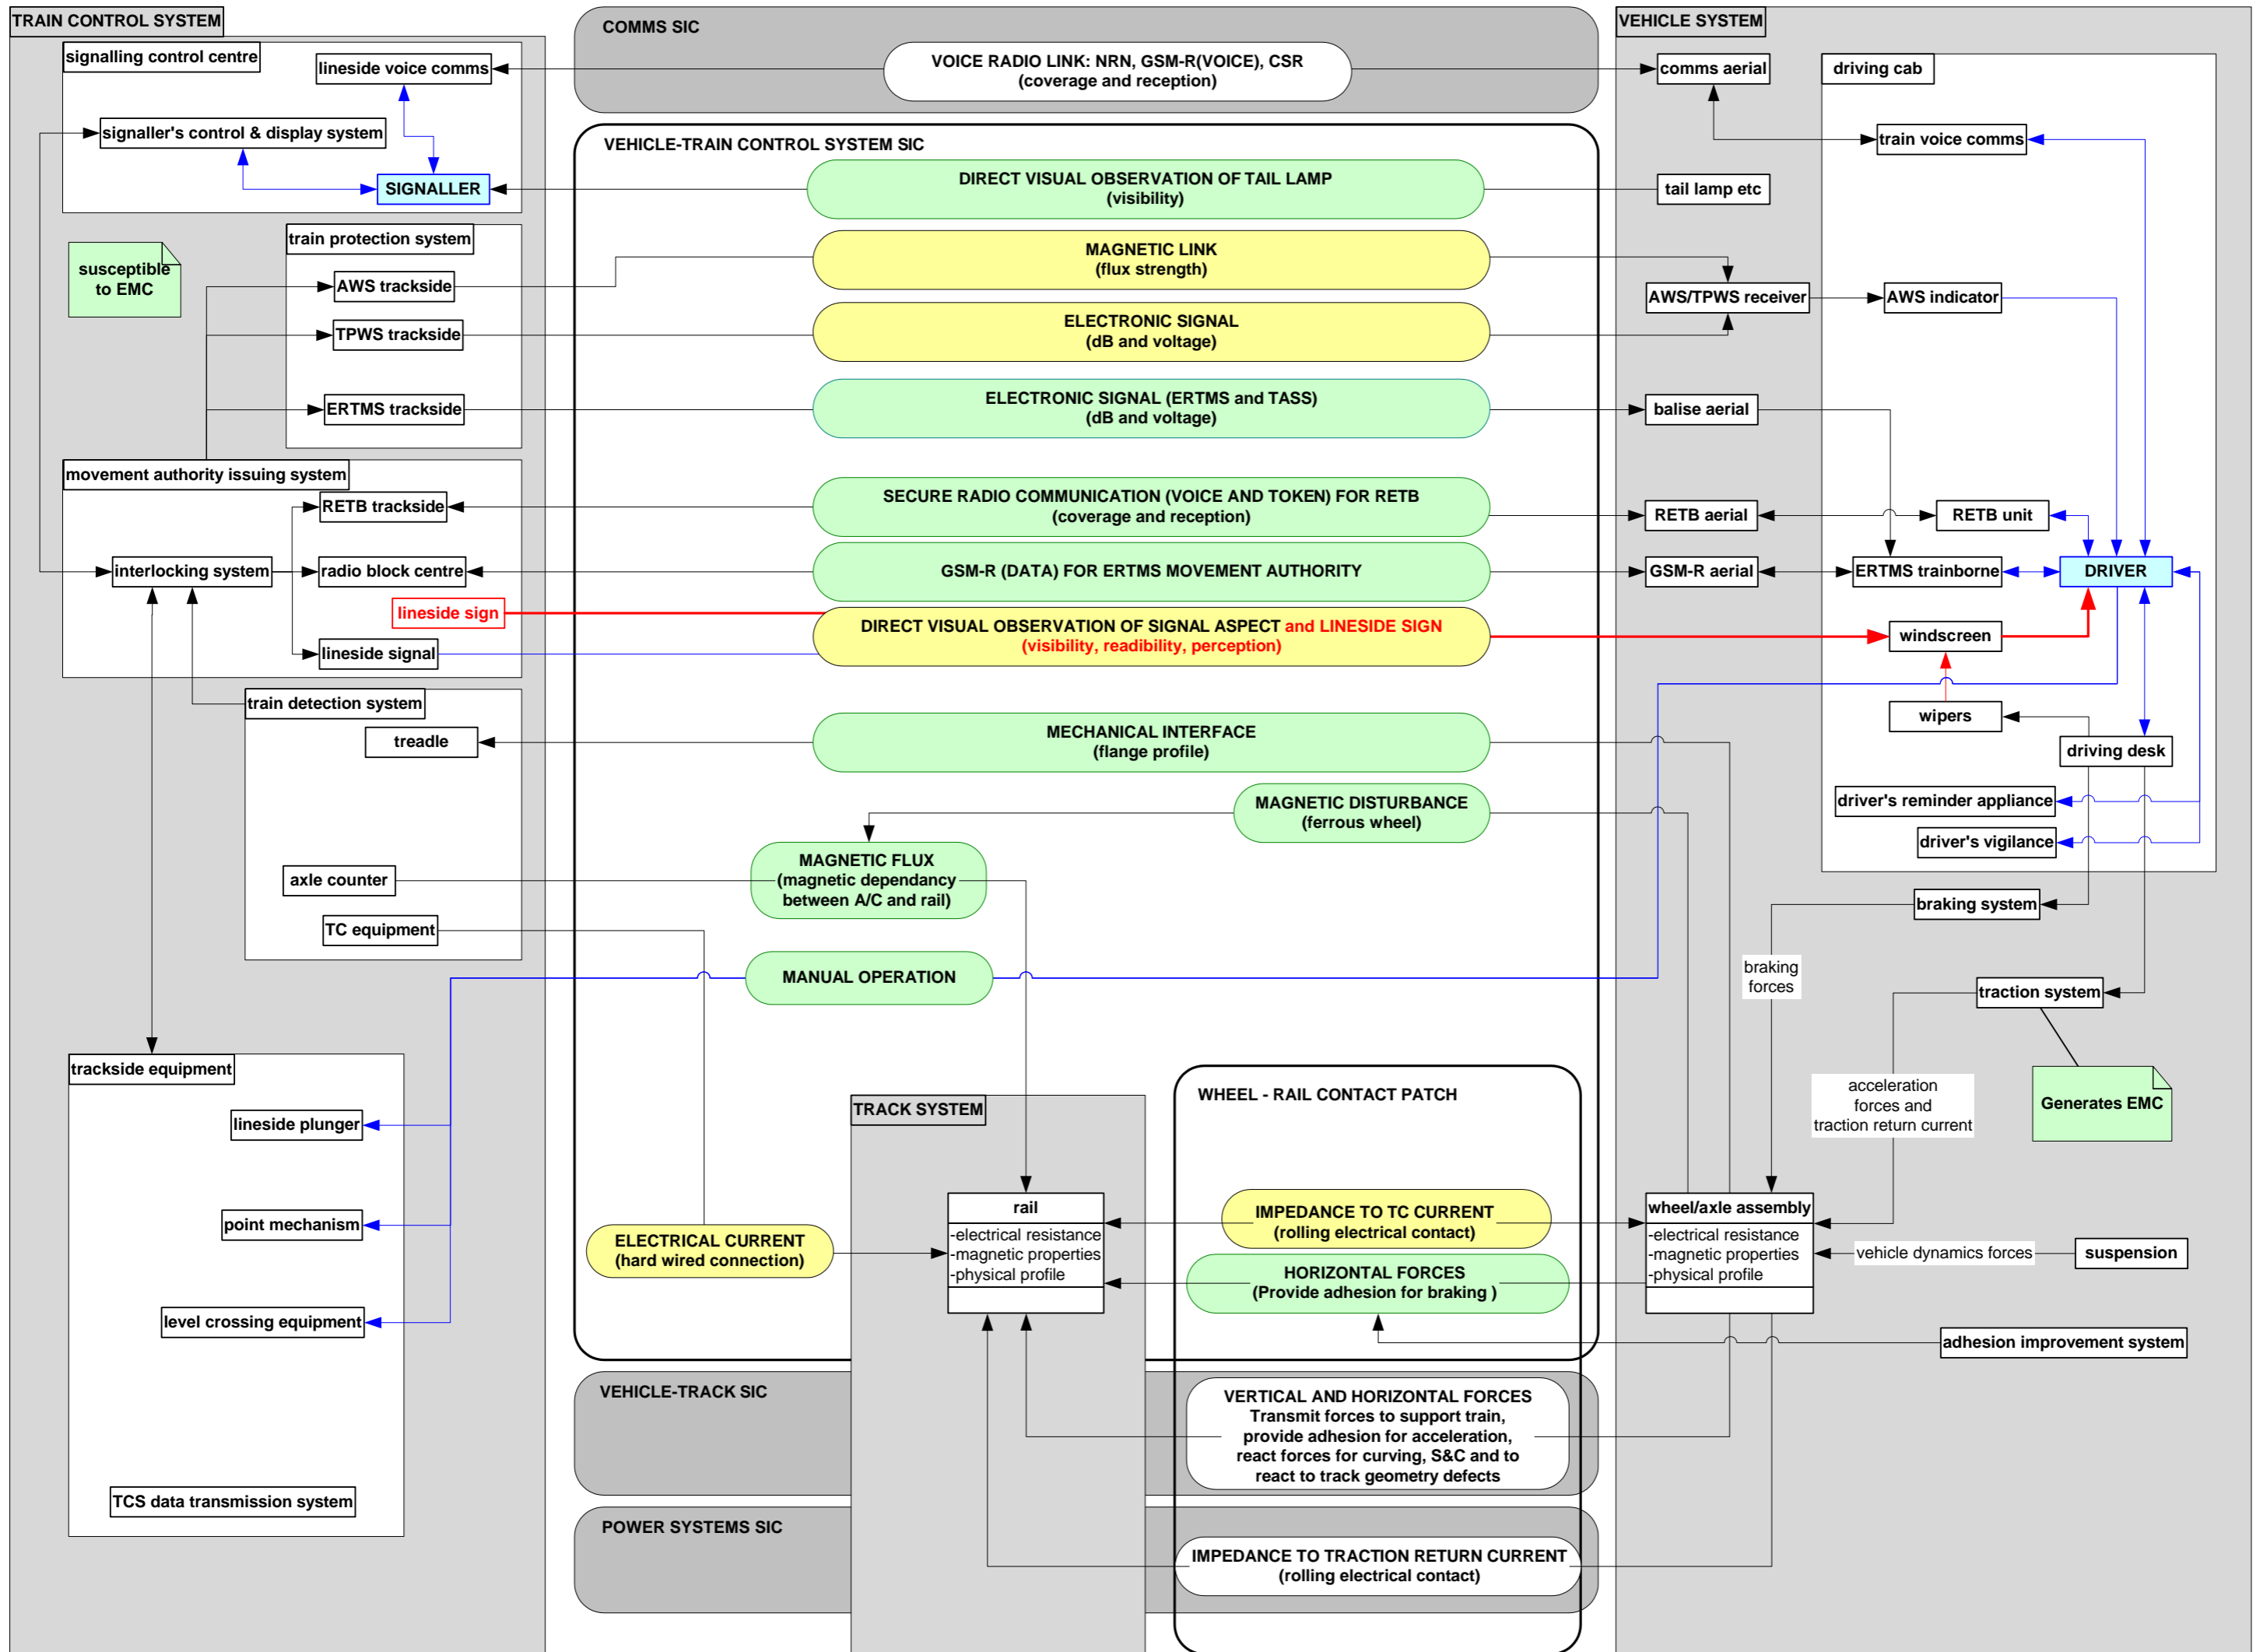 TRAIN CONTROL SYSTEM
signalling control centre
lineside voice comms
signaller's control & display system
SIGNALLER
susceptible
to EMC
train protection system
AWS trackside
TPWS trackside
ERTMS trackside
movement authority issuing system
RETB trackside
interlocking system
radio block centre
lineside sign
lineside signal
train detection system
treadle
axle counter
TC equipment
trackside equipment
lineside plunger
point mechanism
level crossing equipment
TCS data transmission system
COMMS SIC
VOICE RADIO LINK: NRN, GSM-R(VOICE), CSR
(coverage and reception)
VEHICLE-TRAIN CONTROL SYSTEM SIC
DIRECT VISUAL OBSERVATION OF TAIL LAMP
(visibility)
MAGNETIC LINK
(flux strength)
ELECTRONIC SIGNAL
(dB and voltage)
ELECTRONIC SIGNAL (ERTMS and TASS)
(dB and voltage)
SECURE RADIO COMMUNICATION (VOICE AND TOKEN) FOR RETB
(coverage and reception)
GSM-R (DATA) FOR ERTMS MOVEMENT AUTHORITY
DIRECT VISUAL OBSERVATION OF SIGNAL ASPECT and LINESIDE SIGN
(visibility, readibility, perception)
MECHANICAL INTERFACE
(flange profile)
MAGNETIC DISTURBANCE
(ferrous wheel)
MAGNETIC FLUX
(magnetic dependancy
between A/C and rail)
MANUAL OPERATION
TRACK SYSTEM
WHEEL - RAIL CONTACT PATCH
rail
-electrical resistance
-magnetic properties
-physical profile
ELECTRICAL CURRENT
(hard wired connection)
IMPEDANCE TO TC CURRENT
(rolling electrical contact)
HORIZONTAL FORCES
(Provide adhesion for braking )
VEHICLE-TRACK SIC
VERTICAL AND HORIZONTAL FORCES
Transmit forces to support train,
provide adhesion for acceleration,
react forces for curving, S&C and to
react to track geometry defects
POWER SYSTEMS SIC
IMPEDANCE TO TRACTION RETURN CURRENT
(rolling electrical contact)
VEHICLE SYSTEM
comms aerial
driving cab
train voice comms
tail lamp etc
AWS/TPWS receiver
AWS indicator
balise aerial
RETB aerial
RETB unit
GSM-R aerial
ERTMS trainborne
DRIVER
windscreen
wipers
driving desk
driver's reminder appliance
driver's vigilance
braking system
braking
forces
traction system
acceleration
forces and
traction return current
Generates EMC
wheel/axle assembly
-electrical resistance
-magnetic properties
-physical profile
vehicle dynamics forces
suspension
adhesion improvement system